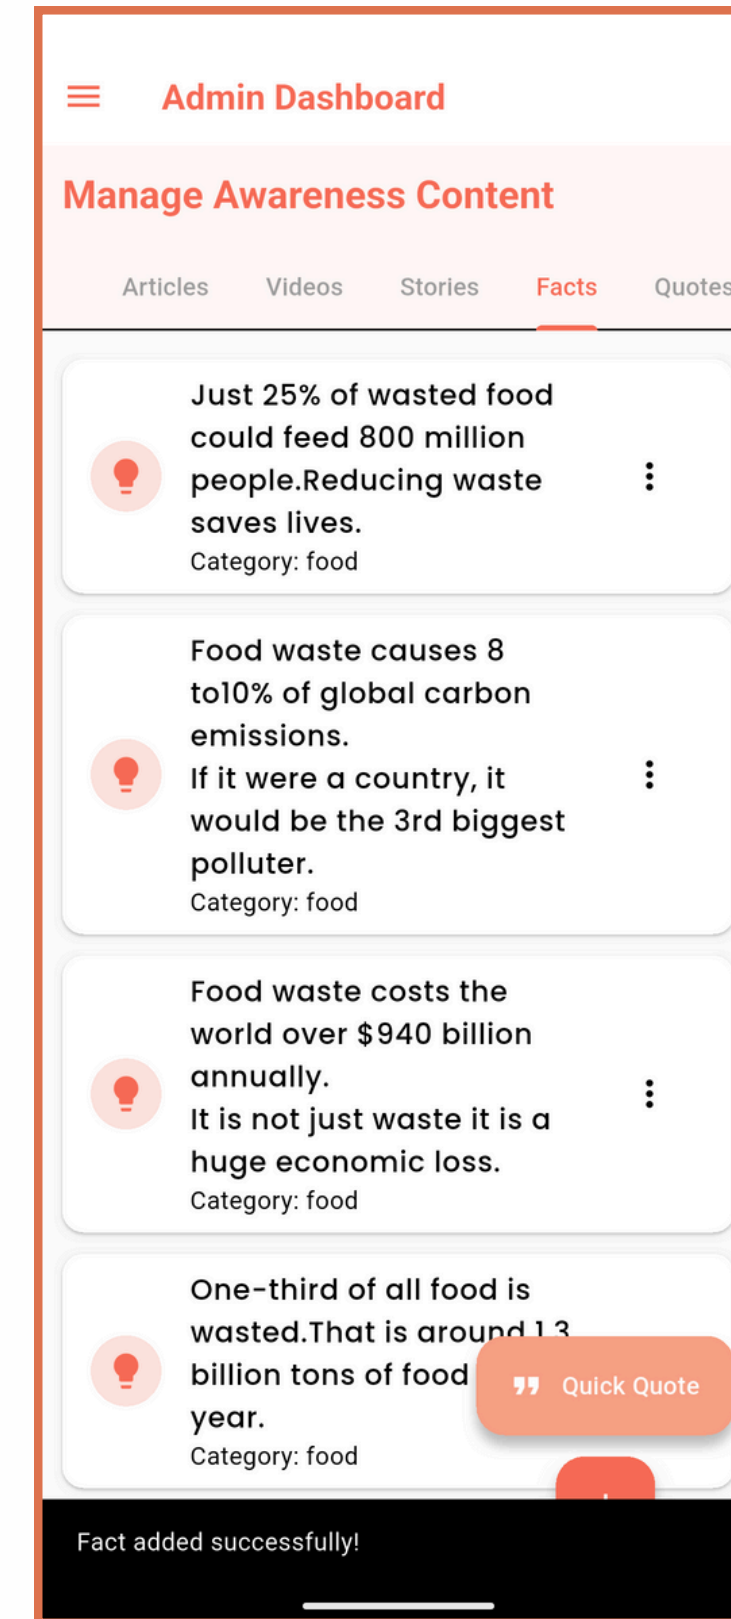 Admin Dashboard
Manage Awareness Content
Articles Videos Stories Facts Quotes
Just 25% of wasted food
could feed 800 million
people.Reducing waste
saves lives.
Category: food
Food waste causes 8
to10% of global carbon
emissions.
If it were a country, it
would be the 3rd biggest
polluter.
Category: food
Food waste costs the
world over $940 billion
annually.
It is not just waste it is a
huge economic loss.
Category: food
One-third of all food is
wasted.That is around 1.3
billion tons of food
year.
Category: food
Quick Quote
Fact added successfully!